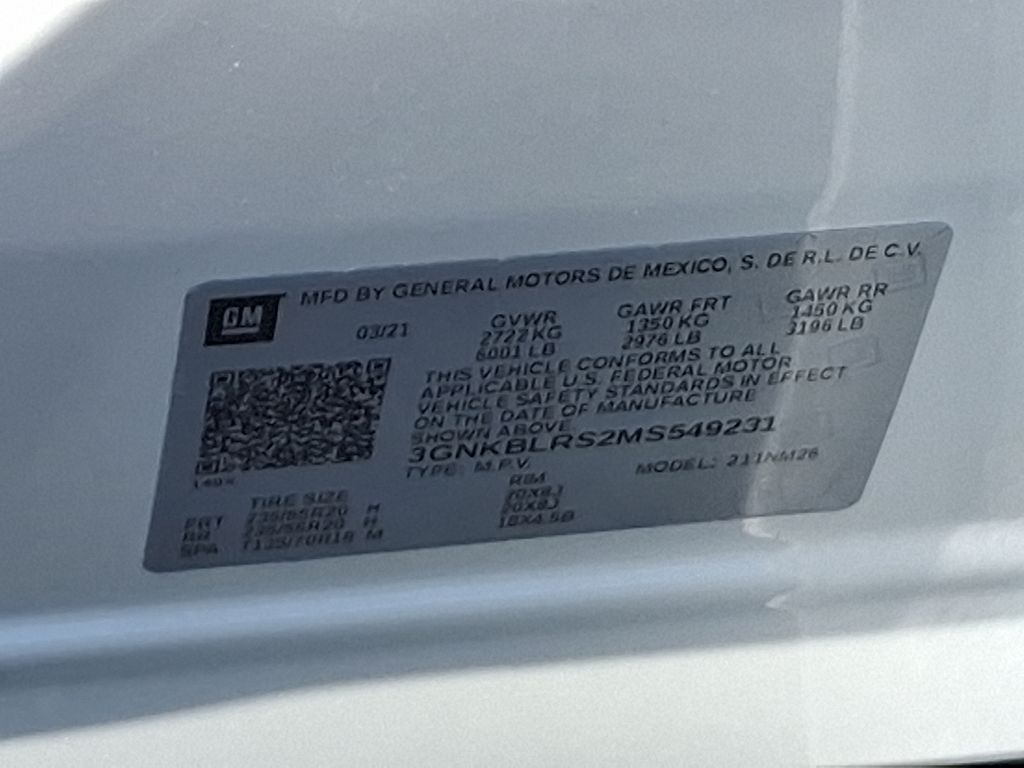 GM
MFD BY GENERAL MOTORS DE MEXICO, S. DE R.L. DE C.V.
03/21 GVWR GAWR FRT GAWR RR
2722 KG 1350 KG 1450 KG
6001 LB 2976 LB 3196 LB
THIS VEHICLE CONFORMS TO ALL
APPLICABLE U.S. FEDERAL MOTOR
VEHICLE SAFETY STANDARDS IN EFFECT
ON THE DATE OF MANUFACTURE
SHOWN ABOVE.
3GNKBLRS2MS549231
TYPE: M.P.V. MODEL: 211NM26
TIRE SIZE RIM
FRT 235/55R20 H 20X8J
RR 235/55R20 H 20X8J
SPA T135/70R18 M 18X4.5B